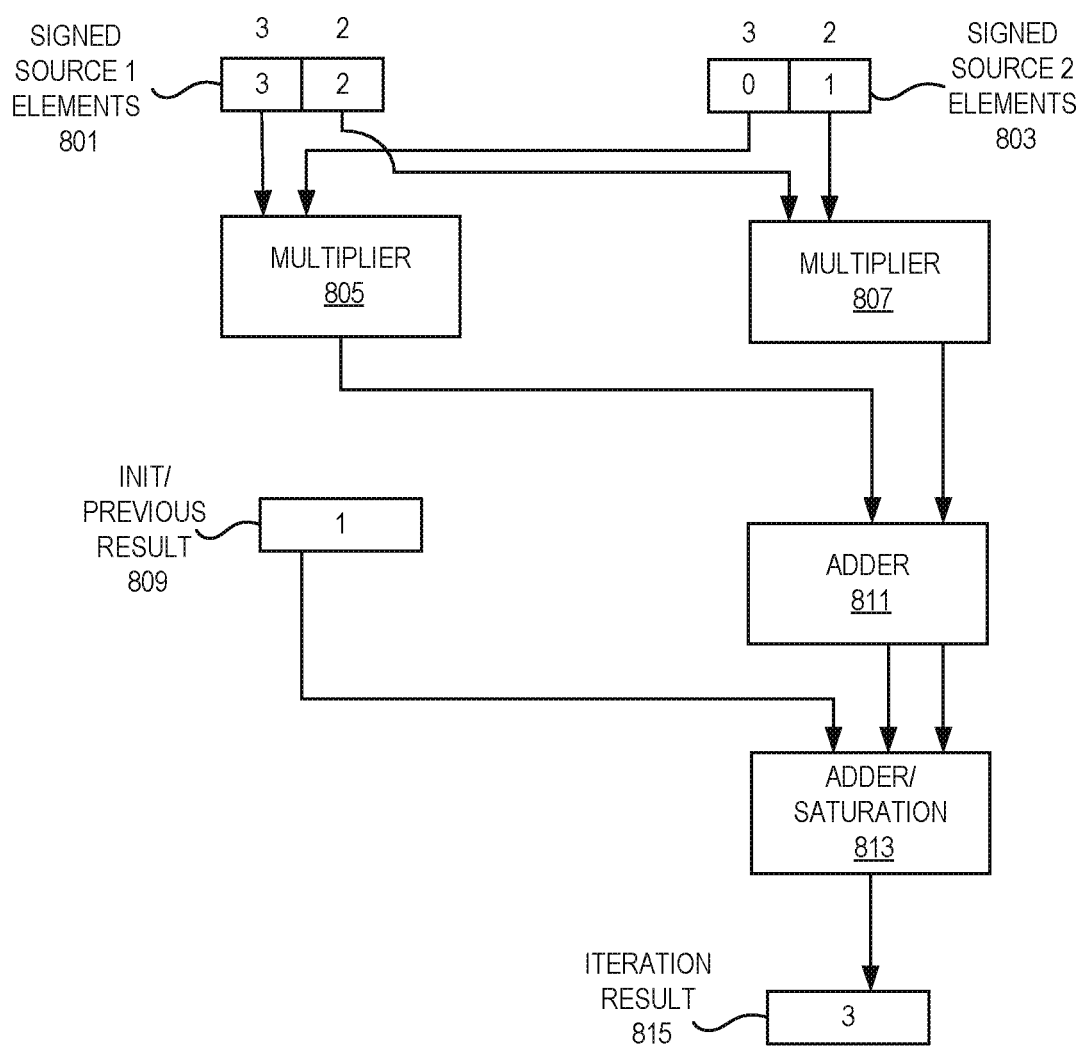 SIGNED
SOURCE 1
ELEMENTS
801
3 2
3 2
3 2
0 1
SIGNED
SOURCE 2
ELEMENTS
803
MULTIPLIER
805
MULTIPLIER
807
INIT/
PREVIOUS
RESULT
809
1
ADDER
811
ADDER/
SATURATION
813
ITERATION
RESULT
815
3